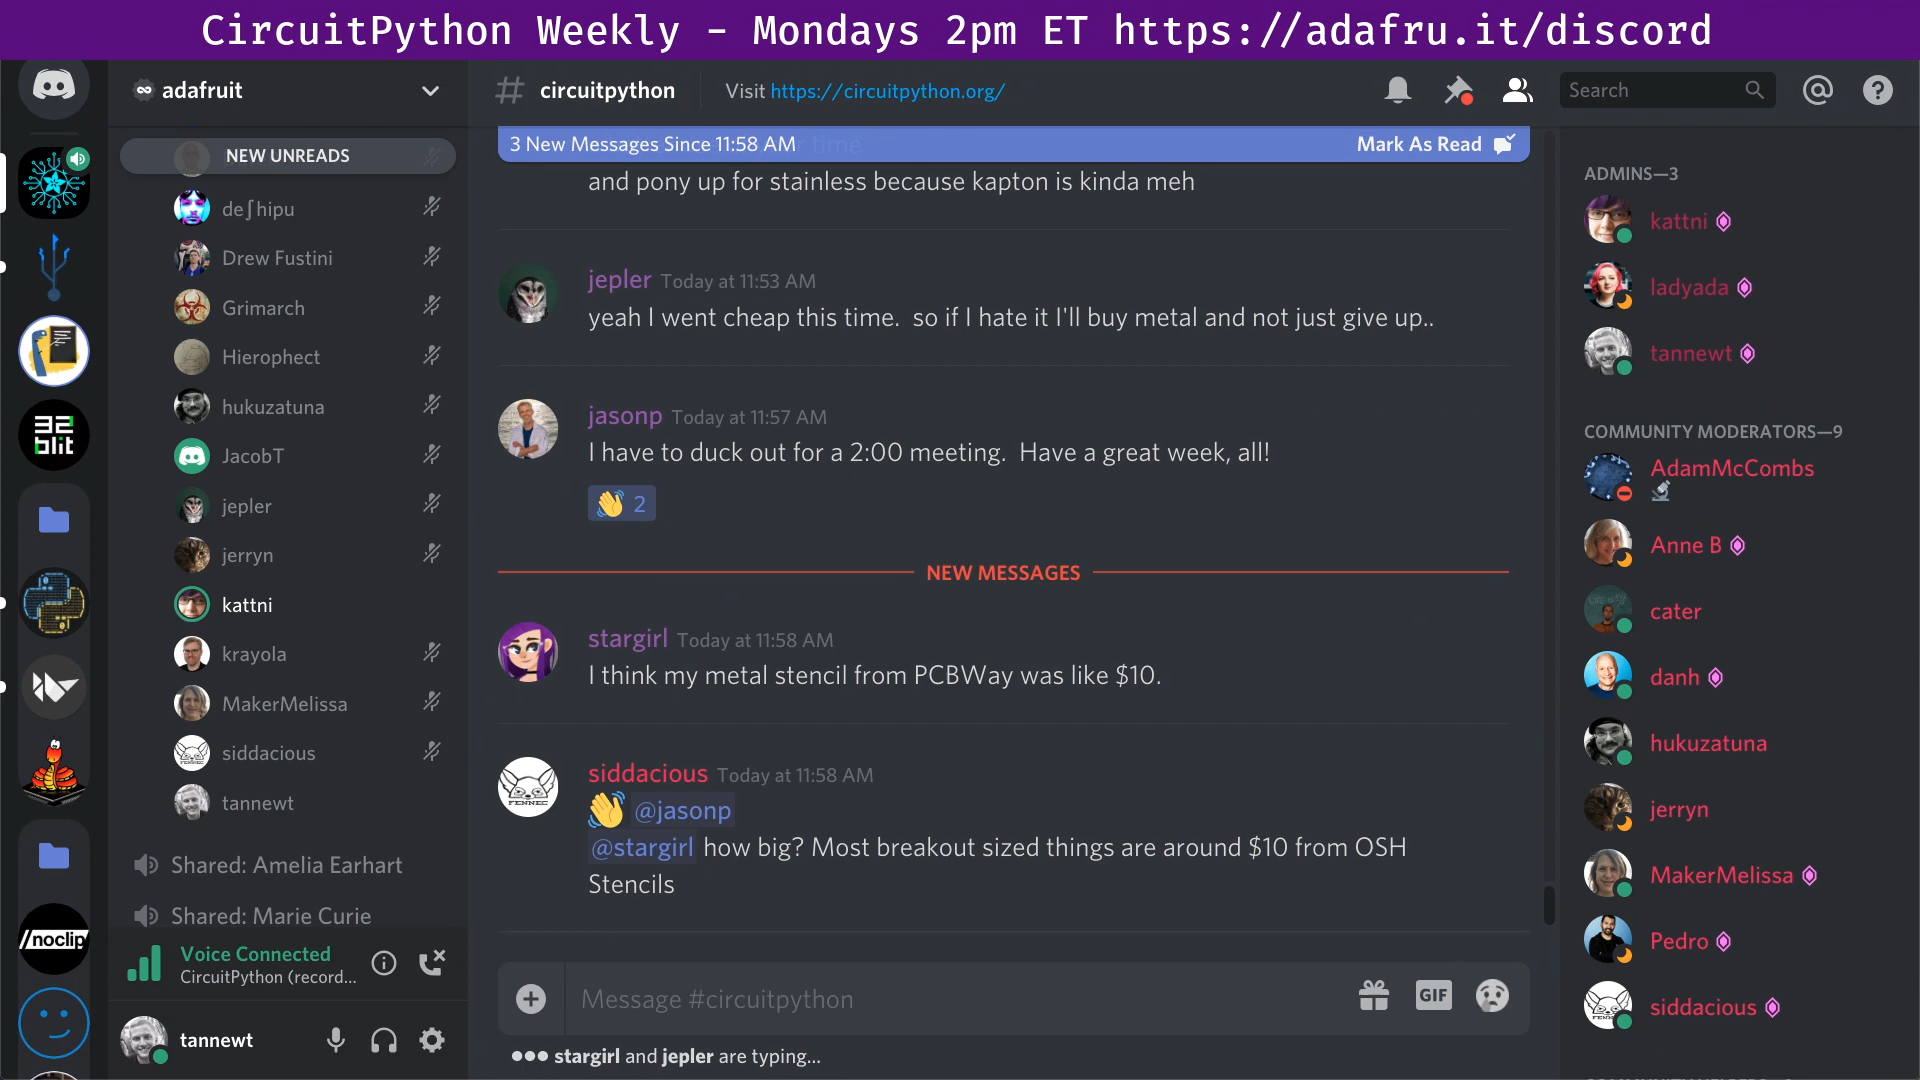 CircuitPython Weekly – Mondays 2pm ET https://adafru.it/discord
adafruit
circuitpython
Visit https://circuitpython.org/
Search
NEW UNREADS
de∫hipu
Drew Fustini
Grimarch
Hierophect
hukuzatuna
JacobT
jepler
jerryn
kattni
krayola
MakerMelissa
siddacious
tannewt
Shared: Amelia Earhart
Shared: Marie Curie
Voice Connected
CircuitPython (record...
tannewt
32
blit
/noclip
3 New Messages Since 11:58 AM
Mark As Read
time
and pony up for stainless because kapton is kinda meh
jepler Today at 11:53 AM
yeah I went cheap this time.  so if I hate it I'll buy metal and not just give up..
jasonp Today at 11:57 AM
I have to duck out for a 2:00 meeting.  Have a great week, all!
2
NEW MESSAGES
stargirl Today at 11:58 AM
I think my metal stencil from PCBWay was like $10.
siddacious Today at 11:58 AM
FENNEC
@jasonp
@stargirl how big? Most breakout sized things are around $10 from OSH
Stencils
Message #circuitpython
GIF
stargirl and jepler are typing...
ADMINS—3
kattni
ladyada
tannewt
COMMUNITY MODERATORS—9
AdamMcCombs
Anne B
cater
danh
hukuzatuna
jerryn
MakerMelissa
Pedro
siddacious